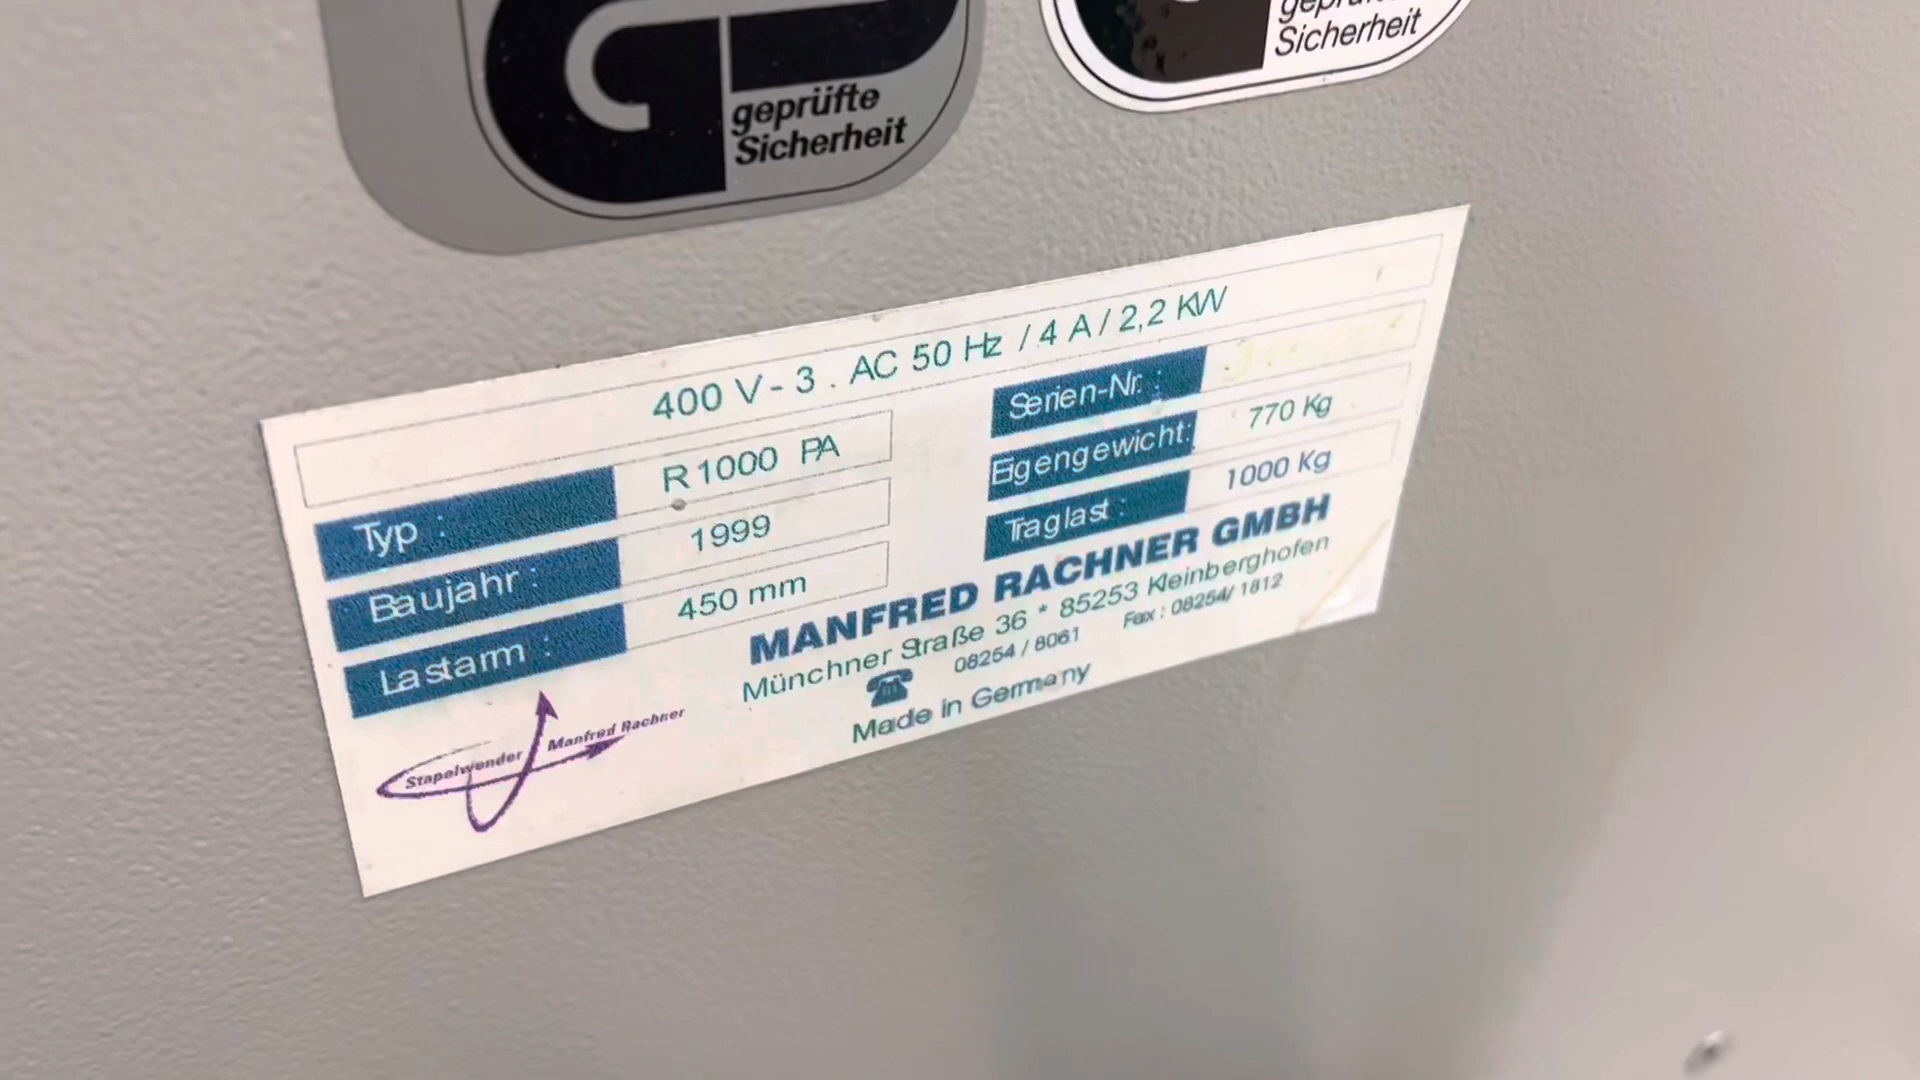 geprüfte
Sicherheit
Sicherheit
400 V - 3 . AC 50 Hz / 4 A / 2,2 KW
Typ : R 1000 PA
Baujahr : 1999
Lastarm : 450 mm
Serien-Nr. :
Eigengewicht: 770 Kg
Traglast : 1000 Kg
MANFRED RACHNER GMBH
Münchner Straße 36 * 85253 Kleinberghofen
08254 / 8061 Fax : 08254/ 1812
Made in Germany
Stapelwender Manfred Rachner